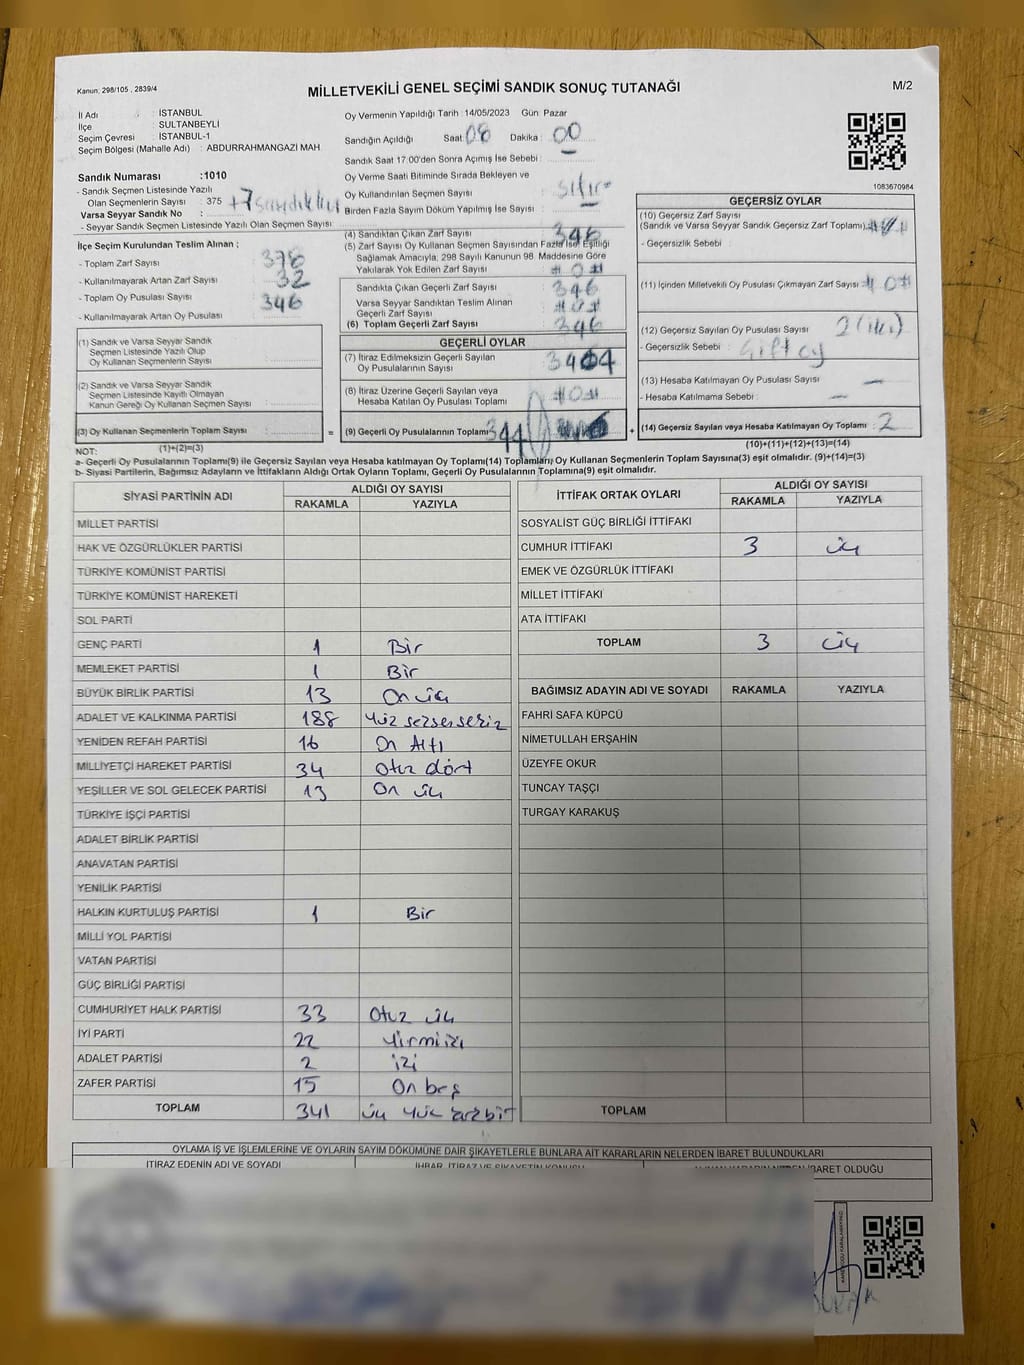 Kanun; 298/105 , 2839/4
MİLLETVEKİLİ GENEL SEÇİMİ SANDIK SONUÇ TUTANAĞI
M/2
İl Adı : İSTANBUL
İlçe : SULTANBEYLİ
Seçim Çevresi : İSTANBUL-1
Seçim Bölgesi (Mahalle Adı) : ABDURRAHMANGAZİ MAH.
Sandık Numarası :1010
- Sandık Seçmen Listesinde Yazılı
Olan Seçmenlerin Sayısı : 375 +7
Varsa Seyyar Sandık No :
- Seyyar Sandık Seçmen Listesinde Yazılı Olan Seçmen Sayısı
Oy Vermenin Yapıldığı Tarih 14/05/2023 Gün Pazar
Sandığın Açıldığı Saat 08 Dakika : 00
Sandık Saat 17:00'den Sonra Açımış İse Sebebi :
Oy Verme Saati Bitiminde Sırada Bekleyen ve
Oy Kullandırılan Seçmen Sayısı : sıfır
Birden Fazla Sayım Döküm Yapılmış İse Sayısı :
1083670984
İlçe Seçim Kurulundan Teslim Alınan ;
- Toplam Zarf Sayısı : 378
- Kullanılmayarak Artan Zarf Sayısı : 32
- Toplam Oy Pusulası Sayısı : 346
- Kullanılmayarak Artan Oy Pusulası
(1) Sandık ve Varsa Seyyar Sandık
Seçmen Listesinde Yazılı Olup
Oy Kullanan Seçmenlerin Sayısı
(2) Sandık ve Varsa Seyyar Sandık
Seçmen Listesinde Kayıtlı Olmayan
Kanun Gereği Oy Kullanan Seçmen Sayısı :
(3) Oy Kullanan Seçmenlerin Toplam Sayısı
(1)+(2)=(3)
(4) Sandıktan Çıkan Zarf Sayısı : 346
(5) Zarf Sayısı Oy Kullanan Seçmen Sayısından Fazla İse, Eşitliği
Sağlamak Amacıyla, 298 Sayılı Kanunun 98. Maddesine Göre
Yakılarak Yok Edilen Zarf Sayısı : #0#
Sandıkta Çıkan Geçerli Zarf Sayısı : 346
Varsa Seyyar Sandıktan Teslim Alınan
Geçerli Zarf Sayısı : #0#
(6) Toplam Geçerli Zarf Sayısı : 346
GEÇERLİ OYLAR
(7) İtiraz Edilmeksizin Geçerli Sayılan
Oy Pusulalarının Sayısı
(8) İtiraz Üzerine Geçerli Sayılan veya
Hesaba Katılan Oy Pusulası Toplamı : #0#
= (9) Geçerli Oy Pusulalarının Toplamı 344
GEÇERSİZ OYLAR
(10) Geçersiz Zarf Sayısı
(Sandık ve Varsa Seyyar Sandık Geçersiz Zarf Toplamı)
- Geçersizlik Sebebi :
(11) İçinden Milletvekili Oy Pusulası Çıkmayan Zarf Sayısı # 0#
(12) Geçersiz Sayılan Oy Pusulası Sayısı : 2 (iki)
- Geçersizlik Sebebi : Gift oy
(13) Hesaba Katılmayan Oy Pusulası Sayısı : —
- Hesaba Katılmama Sebebi : —
+ (14) Geçersiz Sayılan veya Hesaba Katılmayan Oy Toplamı : 2
(10)+(11)+(12)+(13)=(14)
NOT:
a- Geçerli Oy Pusulalarının Toplamı(9) ile Geçersiz Sayılan veya Hesaba katılmayan Oy Toplamı(14) Toplamları, Oy Kullanan Seçmenlerin Toplam Sayısına(3) eşit olmalıdır. (9)+(14)=(3)
b- Siyasi Partilerin, Bağımsız Adayların ve İttifakların Aldığı Ortak Oyların Toplamı, Geçerli Oy Pusulalarının Toplamına(9) eşit olmalıdır.
SİYASİ PARTİNİN ADI ALDIĞI OY SAYISI
RAKAMLA YAZIYLA
MİLLET PARTİSİ
HAK VE ÖZGÜRLÜKLER PARTİSİ
TÜRKİYE KOMÜNİST PARTİSİ
TÜRKİYE KOMÜNİST HAREKETİ
SOL PARTİ
GENÇ PARTİ 1 Bir
MEMLEKET PARTİSİ 1 Bir
BÜYÜK BİRLİK PARTİSİ 13 On üç
ADALET VE KALKINMA PARTİSİ 188 Yüz seksensekiz
YENİDEN REFAH PARTİSİ 16 On Altı
MİLLİYETÇİ HAREKET PARTİSİ 34 Otuz dört
YEŞİLLER VE SOL GELECEK PARTİSİ 13 On üç
TÜRKİYE İŞÇİ PARTİSİ
ADALET BİRLİK PARTİSİ
ANAVATAN PARTİSİ
YENİLİK PARTİSİ
HALKIN KURTULUŞ PARTİSİ 1 Bir
MİLLİ YOL PARTİSİ
VATAN PARTİSİ
GÜÇ BİRLİĞİ PARTİSİ
CUMHURİYET HALK PARTİSİ 33 Otuz üç
İYİ PARTİ 22 Yirmi iki
ADALET PARTİSİ 2 iki
ZAFER PARTİSİ 15 On beş
TOPLAM 341 üç yüz kırkbir
İTTİFAK ORTAK OYLARI ALDIĞI OY SAYISI
RAKAMLA YAZIYLA
SOSYALİST GÜÇ BİRLİĞİ İTTİFAKI
CUMHUR İTTİFAKI 3 üç
EMEK VE ÖZGÜRLÜK İTTİFAKI
MİLLET İTTİFAKI
ATA İTTİFAKI
TOPLAM 3 üç
BAĞIMSIZ ADAYIN ADI VE SOYADI RAKAMLA YAZIYLA
FAHRİ SAFA KÜPCÜ
NİMETULLAH ERŞAHİN
ÜZEYFE OKUR
TUNCAY TAŞÇI
TURGAY KARAKUŞ
TOPLAM
OYLAMA İŞ VE İŞLEMLERİNE VE OYLARIN SAYIM DÖKÜMÜNE DAİR ŞİKAYETLERLE BUNLARA AİT KARARLARIN NELERDEN İBARET BULUNDUKLARI
İTİRAZ EDENİN ADI VE SOYADI İHBAR, İTİRAZ VE ŞİKAYETİN KONUSU ALINAN KARARIN NEDEN İBARET OLDUĞU